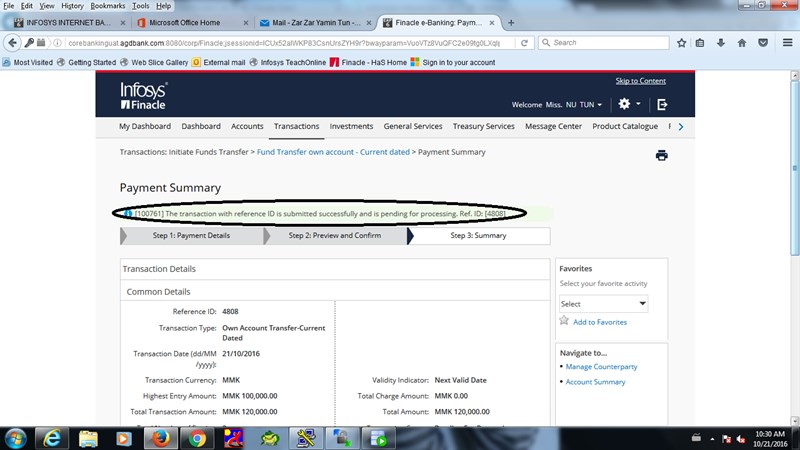 File Edit View History Bookmarks Tools Help
INFOSYS INTERNET BA...
Microsoft Office Home
Mail - Zar Zar Yamin Tun -...
Finacle e-Banking: Paym...
corebankinguat.agdbank.com:8080/corp/Finacle;jsessionid=
Search
Most Visited Getting Started Web Slice Gallery External mail Infosys TeachOnline Finacle - HaS Home Sign in to your account
Skip to Content
Infosys
Finacle
Welcome Miss. NU TUN
My Dashboard Dashboard Accounts Transactions Investments General Services Treasury Services Message Center Product Catalogue
Transactions: Initiate Funds Transfer > Fund Transfer own account - Current dated > Payment Summary
Payment Summary
[100761] The transaction with reference ID is submitted successfully and is pending for processing. Ref. ID: [4808]
Step 1: Payment Details Step 2: Preview and Confirm Step 3: Summary
Transaction Details
Common Details
Reference ID: 4808
Transaction Type: Own Account Transfer-Current
Dated
Transaction Date (dd/MM
/yyyy): 21/10/2016
Transaction Currency: MMK Validity Indicator: Next Valid Date
Highest Entry Amount: MMK 100,000.00 Total Charge Amount: MMK 0.00
Total Transaction Amount: MMK 120,000.00 Total Amount: MMK 120,000.00
Favorites
Select your favorite activity
Select
Add to Favorites
Navigate to...
Manage Counterparty
Account Summary
10:30 AM
10/21/2016